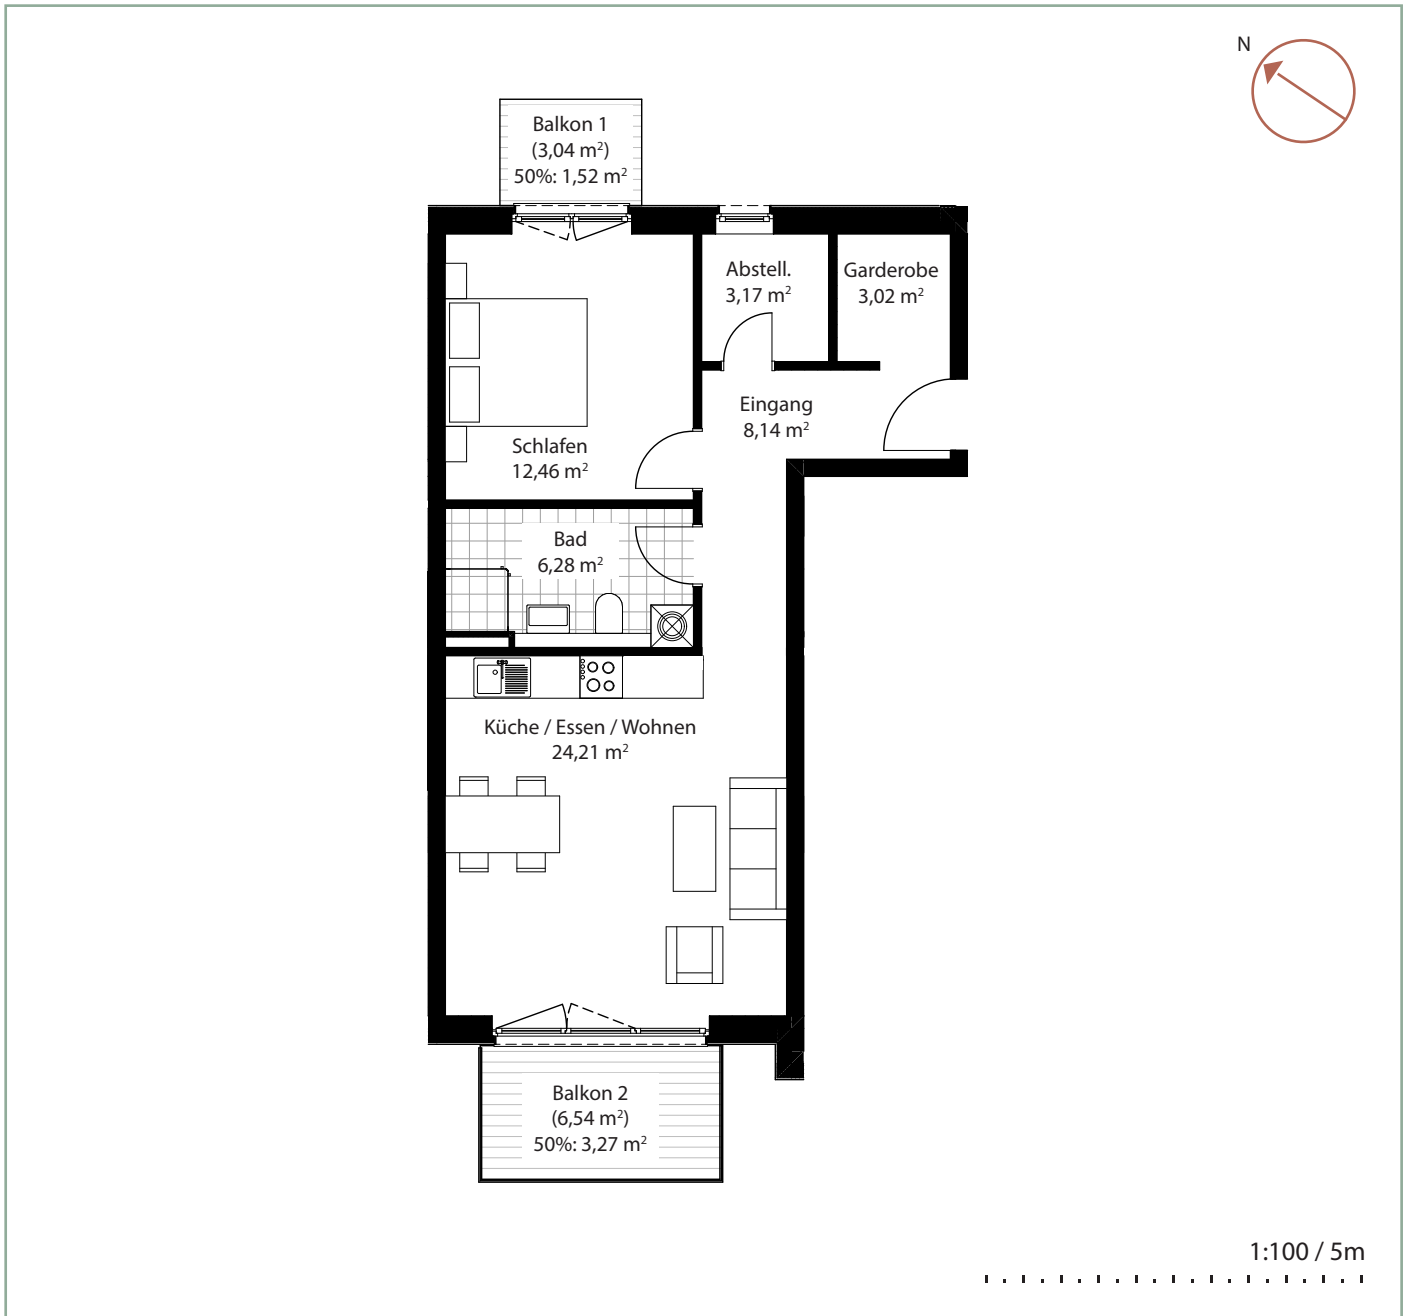 N
Balkon 1
(3,04 m²)
50%: 1,52 m²
Abstell.
3,17 m²
Garderobe
3,02 m²
Eingang
8,14 m²
Schlafen
12,46 m²
Bad
6,28 m²
Küche / Essen / Wohnen
24,21 m²
Balkon 2
(6,54 m²)
50%: 3,27 m²
1:100 / 5m